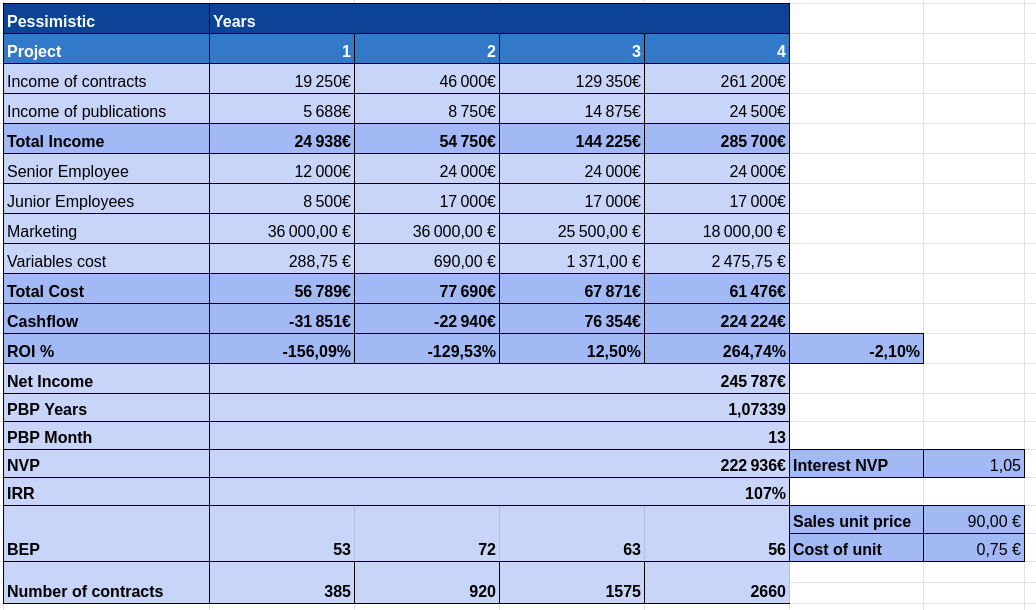 Pessimistic Years
Project 1 2 3 4
Income of contracts 19 250€ 46 000€ 129 350€ 261 200€
Income of publications 5 688€ 8 750€ 14 875€ 24 500€
Total Income 24 938€ 54 750€ 144 225€ 285 700€
Senior Employee 12 000€ 24 000€ 24 000€ 24 000€
Junior Employees 8 500€ 17 000€ 17 000€ 17 000€
Marketing 36 000,00 € 36 000,00 € 25 500,00 € 18 000,00 €
Variables cost 288,75 € 690,00 € 1 371,00 € 2 475,75 €
Total Cost 56 789€ 77 690€ 67 871€ 61 476€
Cashflow -31 851€ -22 940€ 76 354€ 224 224€
ROI % -156,09% -129,53% 12,50% 264,74% -2,10%
Net Income 245 787€
PBP Years 1,07339
PBP Month 13
NVP 222 936€ Interest NVP 1,05
IRR 107%
Sales unit price 90,00 €
BEP 53 72 63 56 Cost of unit 0,75 €
Number of contracts 385 920 1575 2660